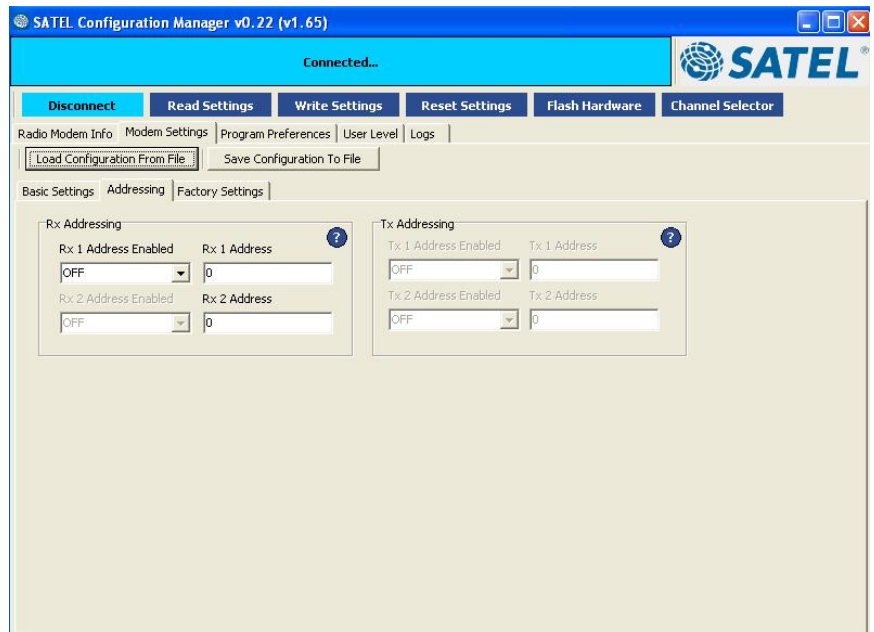 SATEL Configuration Manager v0.22 (v1.65)
Connected...
SATEL®
Disconnect Read Settings Write Settings Reset Settings Flash Hardware Channel Selector
Radio Modem Info Modem Settings Program Preferences User Level Logs
Load Configuration From File Save Configuration To File
Basic Settings Addressing Factory Settings
Rx Addressing Tx Addressing
? ?
Rx 1 Address Enabled Rx 1 Address Tx 1 Address Enabled Tx 1 Address
OFF 0 OFF 0
Rx 2 Address Enabled Rx 2 Address Tx 2 Address Enabled Tx 2 Address
OFF 0 OFF 0